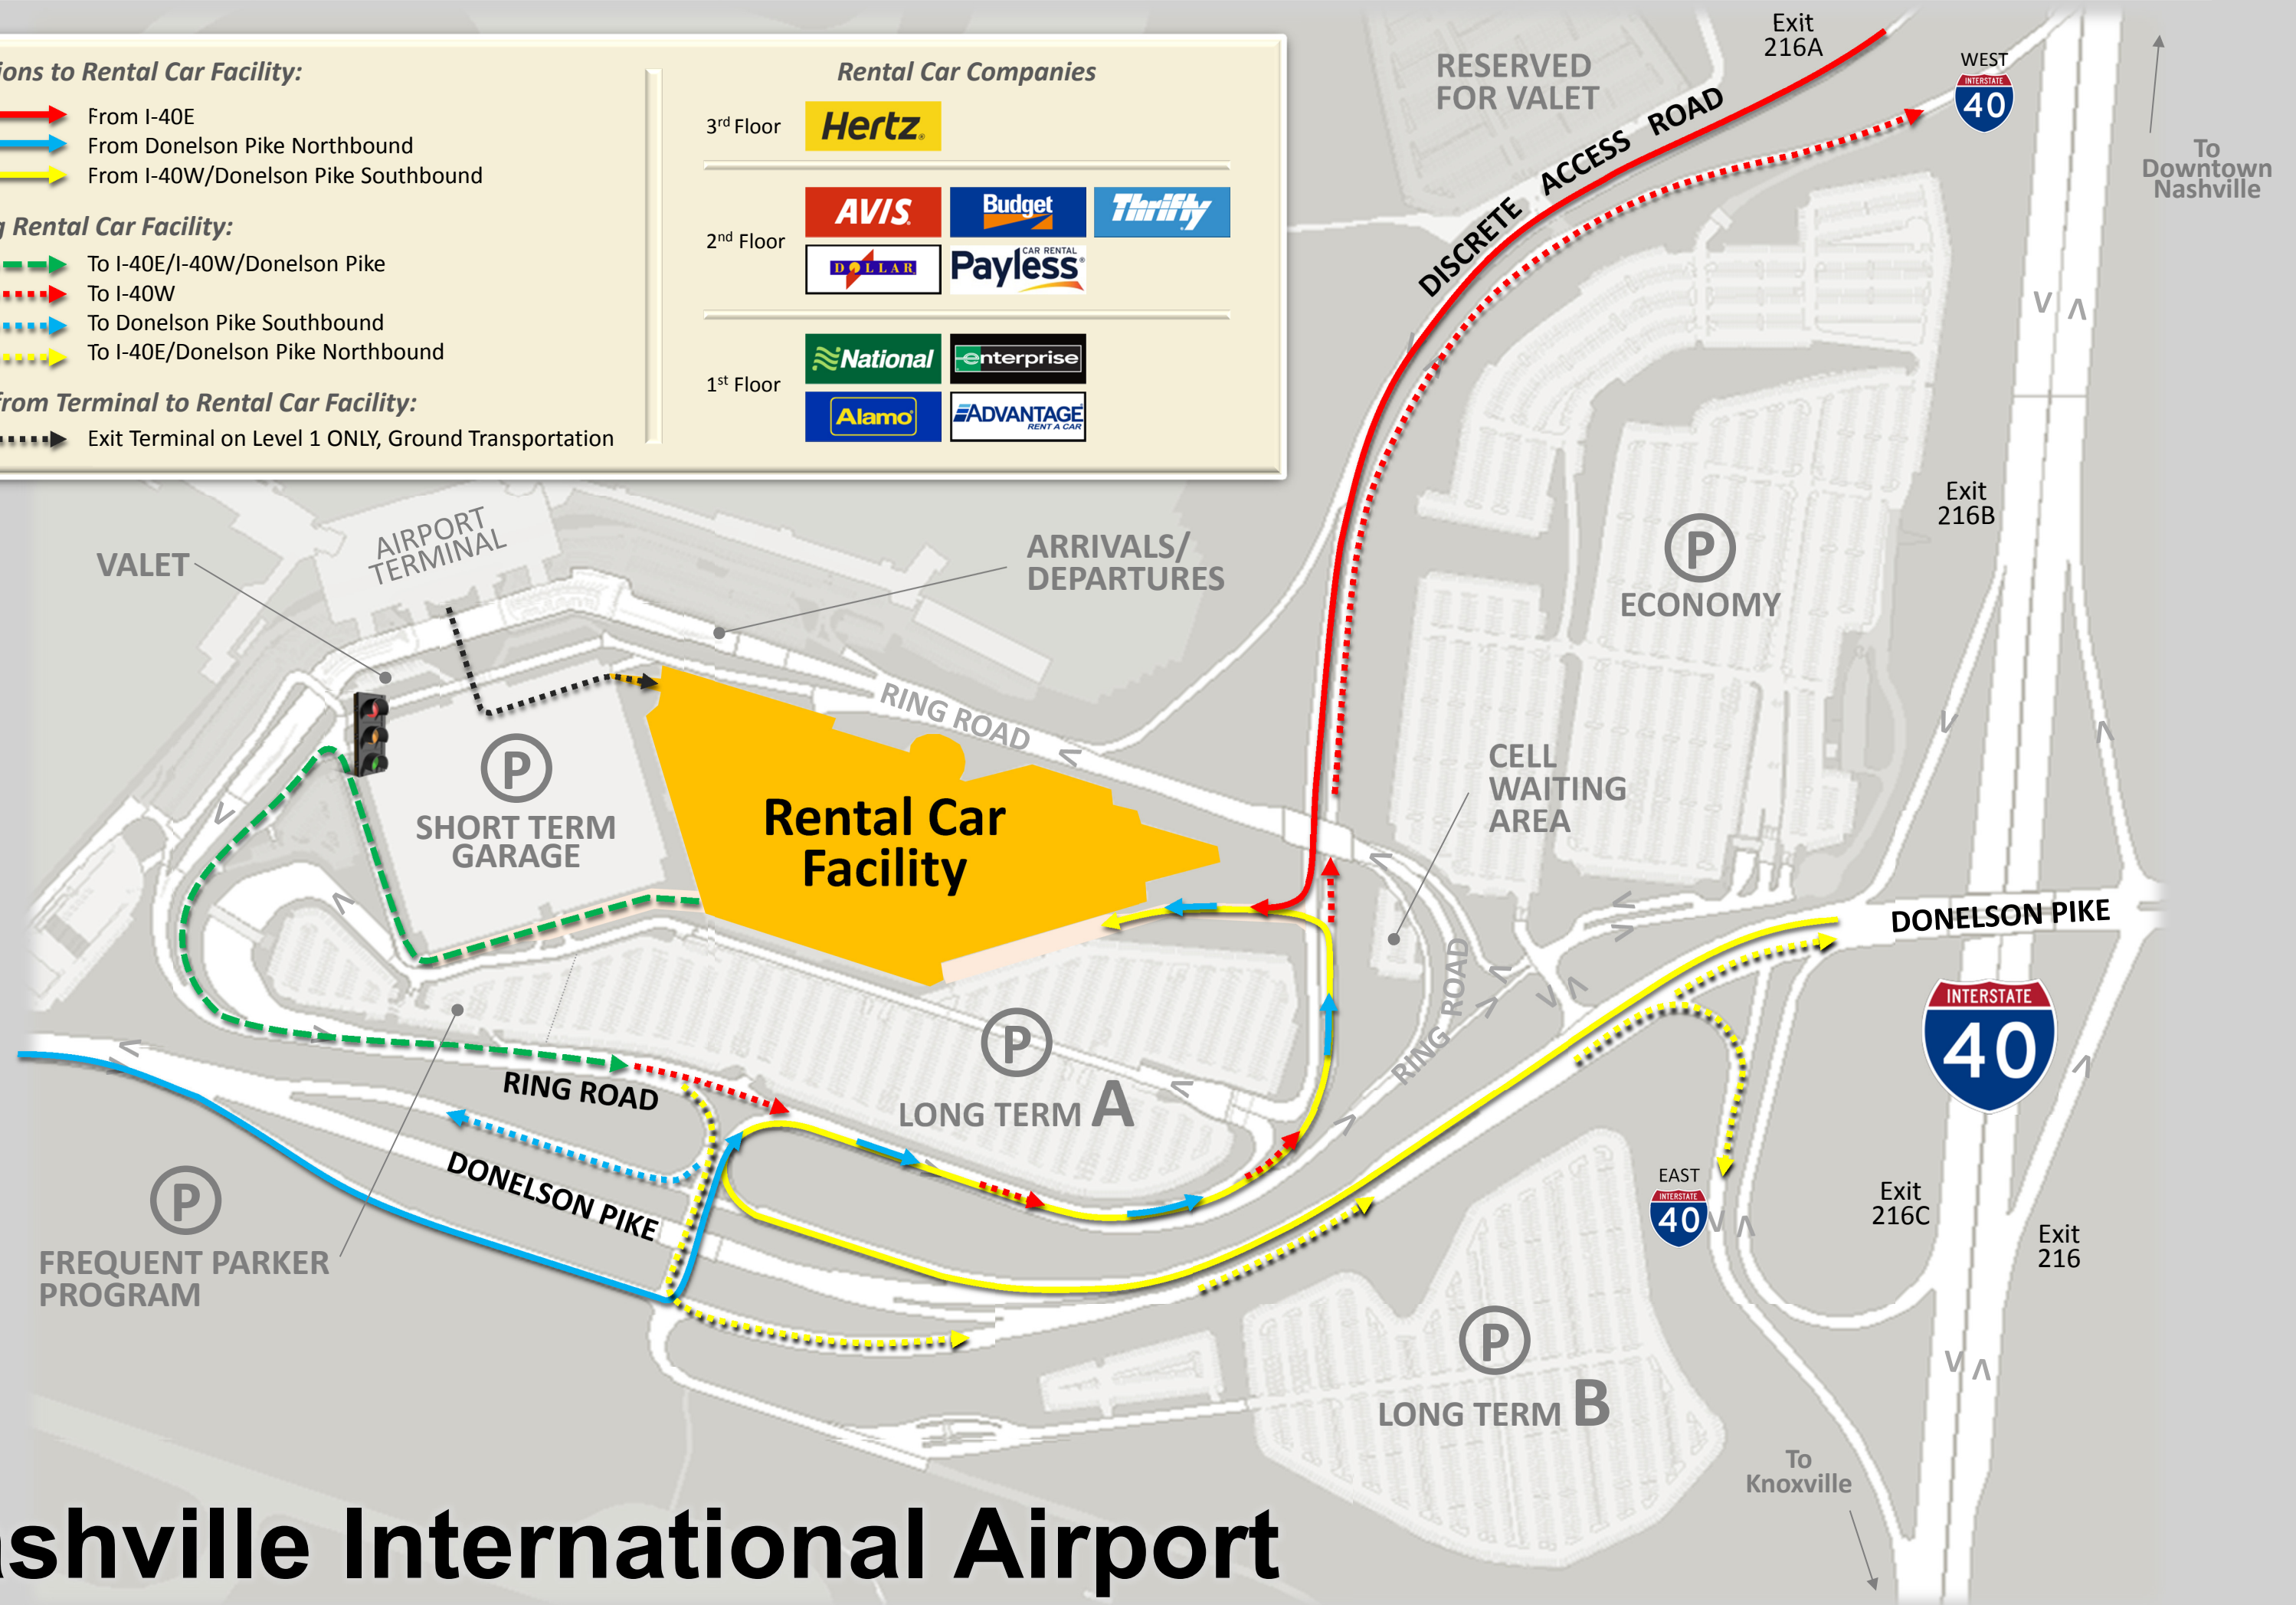 ions to Rental Car Facility:
From I-40E
From Donelson Pike Northbound
From I-40W/Donelson Pike Southbound
g Rental Car Facility:
To I-40E/I-40W/Donelson Pike
To I-40W
To Donelson Pike Southbound
To I-40E/Donelson Pike Northbound
from Terminal to Rental Car Facility:
Exit Terminal on Level 1 ONLY, Ground Transportation
Rental Car Companies
3rd Floor
Hertz
2nd Floor
AVIS
Budget
Thrifty
DOLLAR
Payless
CAR RENTAL
1st Floor
National
enterprise
Alamo
ADVANTAGE
RENT A CAR
RESERVED
FOR VALET
Exit
216A
WEST
INTERSTATE
40
To
Downtown
Nashville
DISCRETE ACCESS ROAD
Exit
216B
P
ECONOMY
VALET
AIRPORT
TERMINAL
ARRIVALS/
DEPARTURES
RING ROAD
P
SHORT TERM
GARAGE
Rental Car
Facility
CELL
WAITING
AREA
DONELSON PIKE
INTERSTATE
40
RING ROAD
RING ROAD
P
LONG TERM A
RING ROAD
DONELSON PIKE
P
FREQUENT PARKER
PROGRAM
EAST
INTERSTATE
40
Exit
216C
Exit
216
P
LONG TERM B
To
Knoxville
ashville International Airport